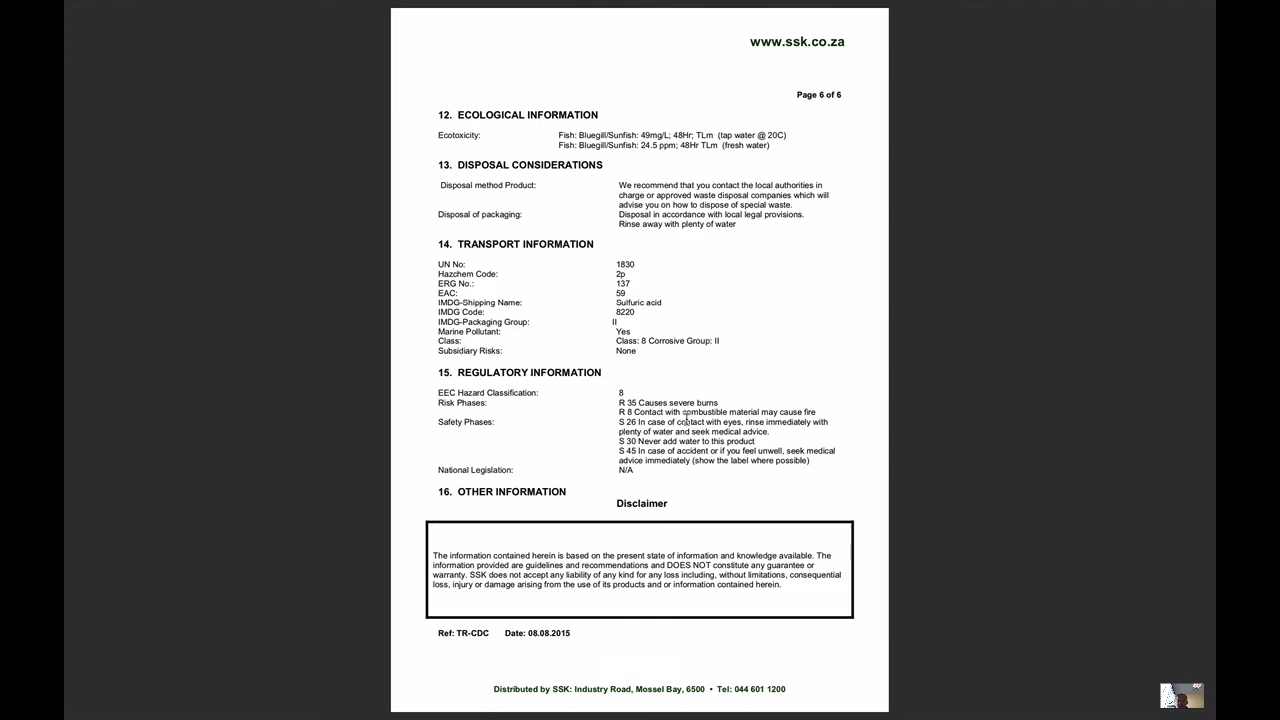 www.ssk.co.za
Page 6 of 6
12. ECOLOGICAL INFORMATION
Ecotoxicity: Fish: Bluegill/Sunfish: 49mg/L; 48Hr; TLm (tap water @ 20C)
Fish: Bluegill/Sunfish: 24.5 ppm; 48Hr TLm (fresh water)
13. DISPOSAL CONSIDERATIONS
Disposal method Product: We recommend that you contact the local authorities in
charge or approved waste disposal companies which will
advise you on how to dispose of special waste.
Disposal of packaging: Disposal in accordance with local legal provisions.
Rinse away with plenty of water
14. TRANSPORT INFORMATION
UN No: 1830
Hazchem Code: 2p
ERG No.: 137
EAC: 59
IMDG-Shipping Name: Sulfuric acid
IMDG Code: 8220
IMDG-Packaging Group: II
Marine Pollutant: Yes
Class: Class: 8 Corrosive Group: II
Subsidiary Risks: None
15. REGULATORY INFORMATION
EEC Hazard Classification: 8
Risk Phases: R 35 Causes severe burns
R 8 Contact with combustible material may cause fire
Safety Phases: S 26 In case of contact with eyes, rinse immediately with
plenty of water and seek medical advice.
S 30 Never add water to this product
S 45 In case of accident or if you feel unwell, seek medical
advice immediately (show the label where possible)
National Legislation: N/A
16. OTHER INFORMATION
Disclaimer
The information contained herein is based on the present state of information and knowledge available. The
information provided are guidelines and recommendations and DOES NOT constitute any guarantee or
warranty. SSK does not accept any liability of any kind for any loss including, without limitations, consequential
loss, injury or damage arising from the use of its products and or information contained herein.
Ref: TR-CDC Date: 08.08.2015
Distributed by SSK: Industry Road, Mossel Bay, 6500 • Tel: 044 601 1200